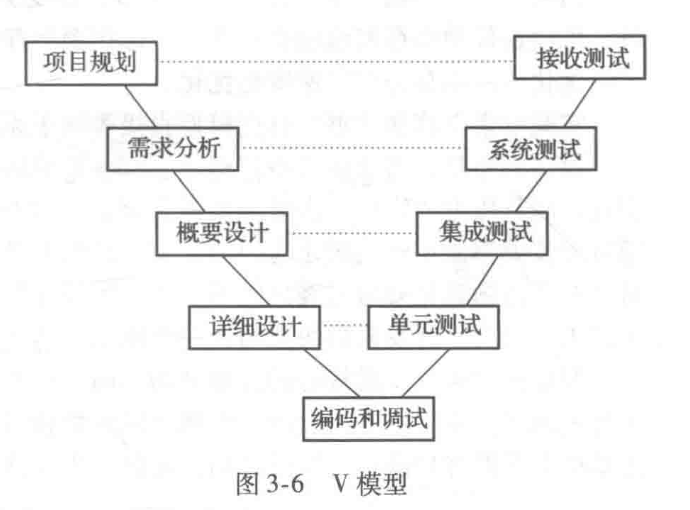 项目规划 接收测试
需求分析 系统测试
概要设计 集成测试
详细设计 单元测试
编码和调试
图 3-6 V 模型